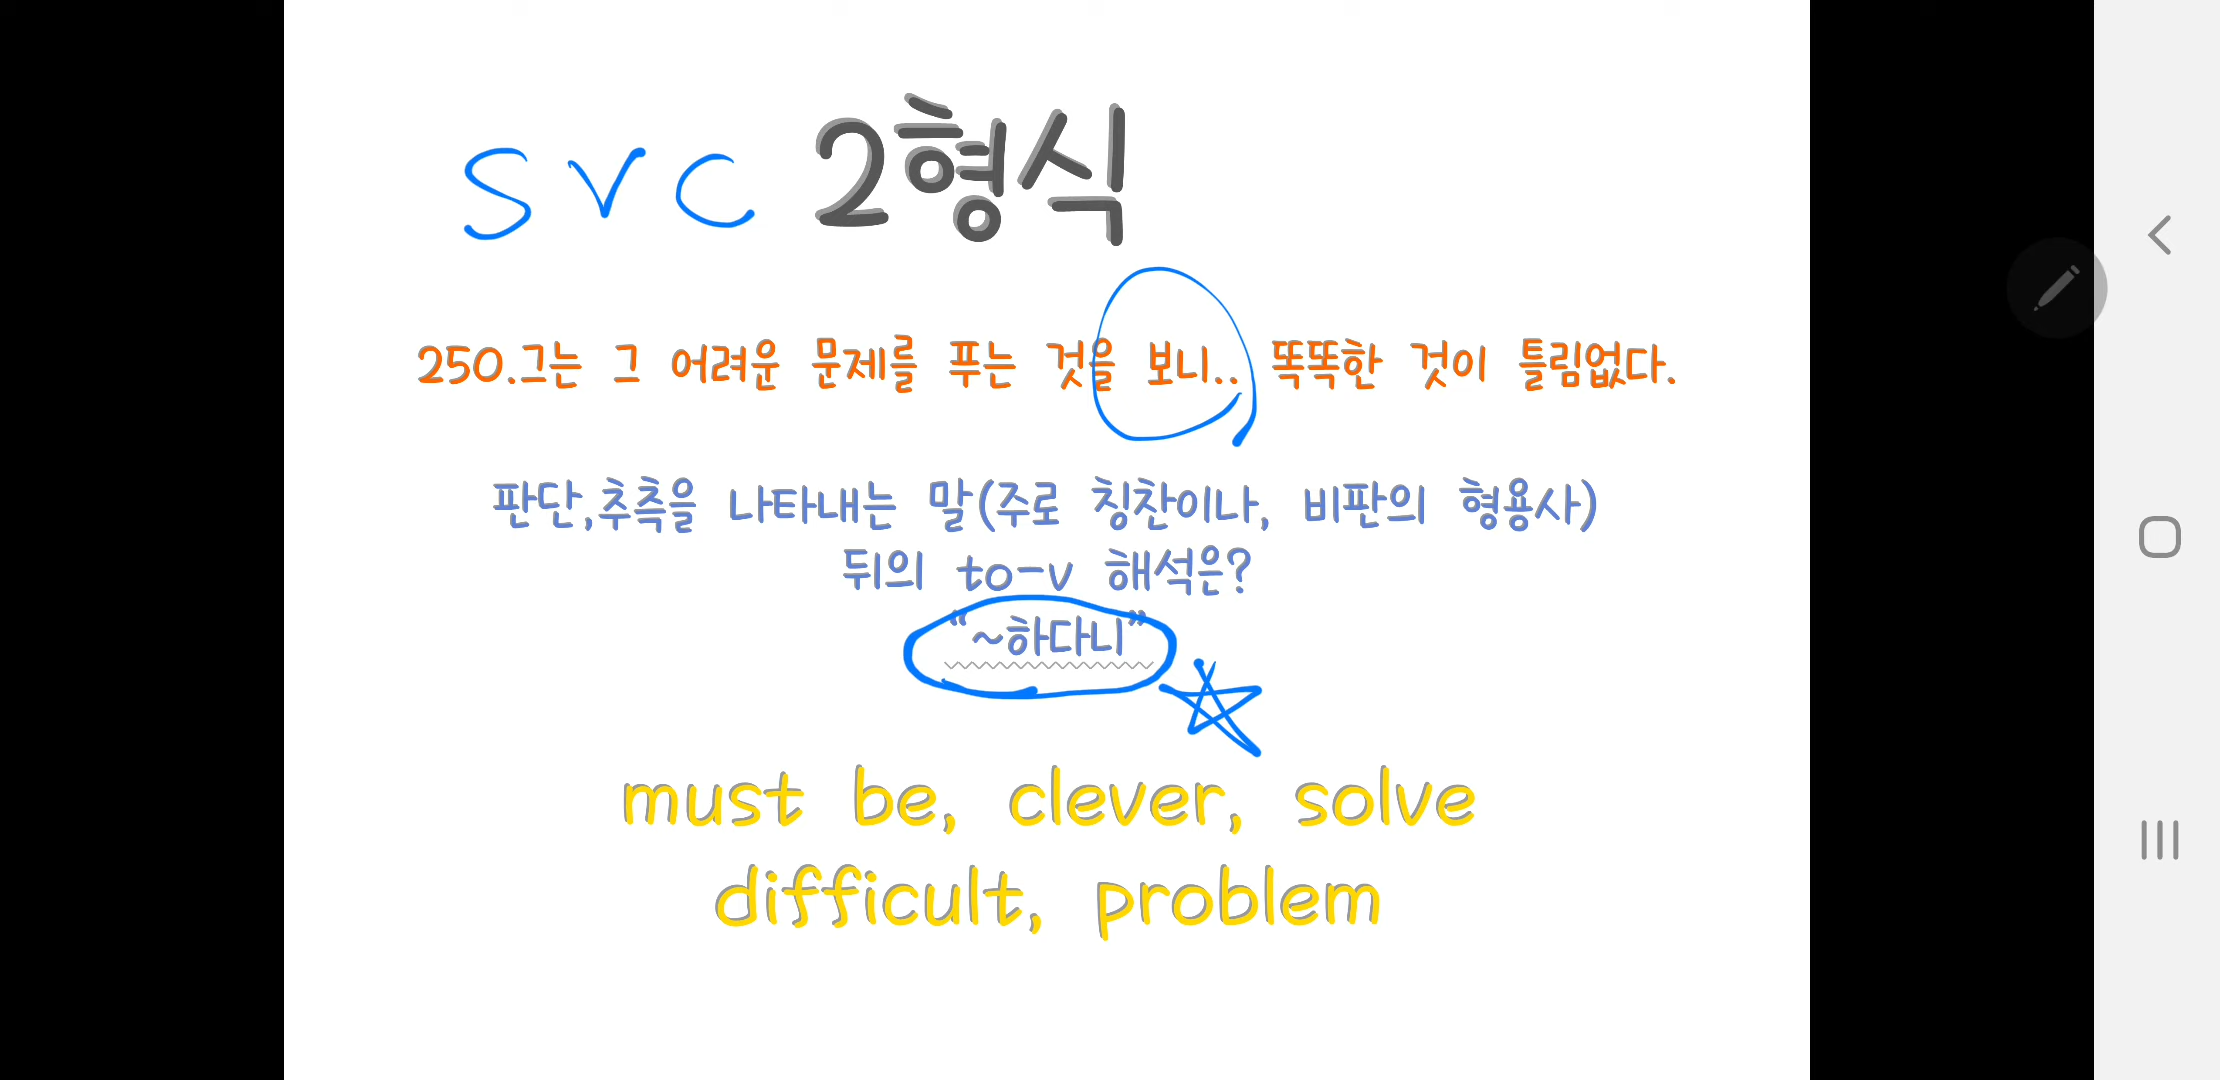 SVC 2형식
250.그는 그 어려운 문제를 푸는 것을 보니.. 똑똑한 것이 틀림없다.
판단,추측을 나타내는 말(주로 칭찬이나, 비판의 형용사)
뒤의 to-v 해석은?
“~하다니”
must be, clever, solve
difficult, problem